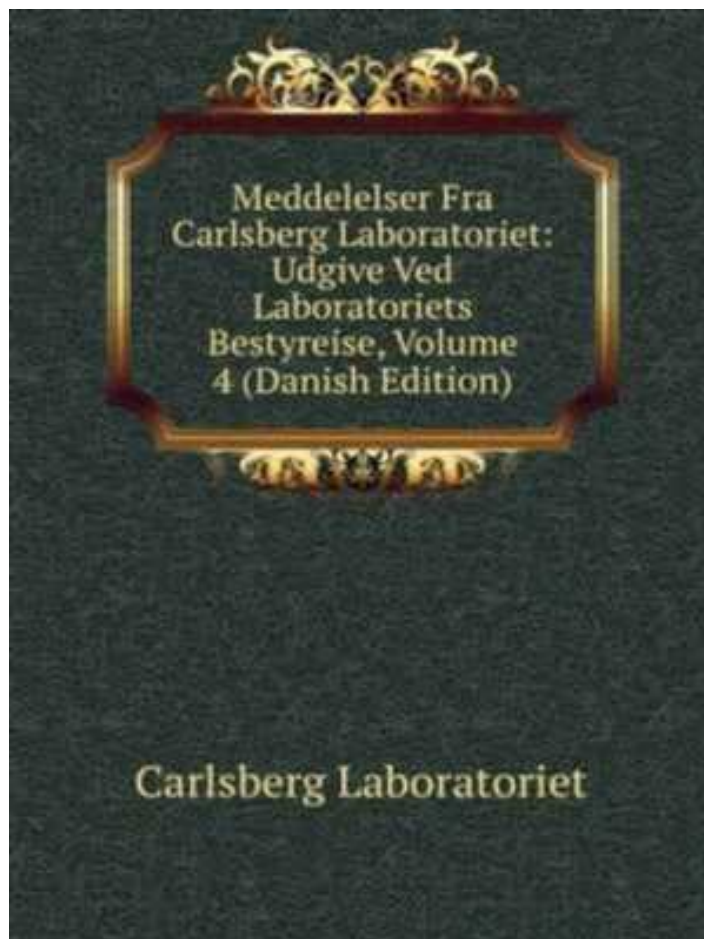 Meddelelser Fra
Carlsberg Laboratoriet:
Udgive Ved
Laboratoriets
Bestyreise, Volume
4 (Danish Edition)
Carlsberg Laboratoriet